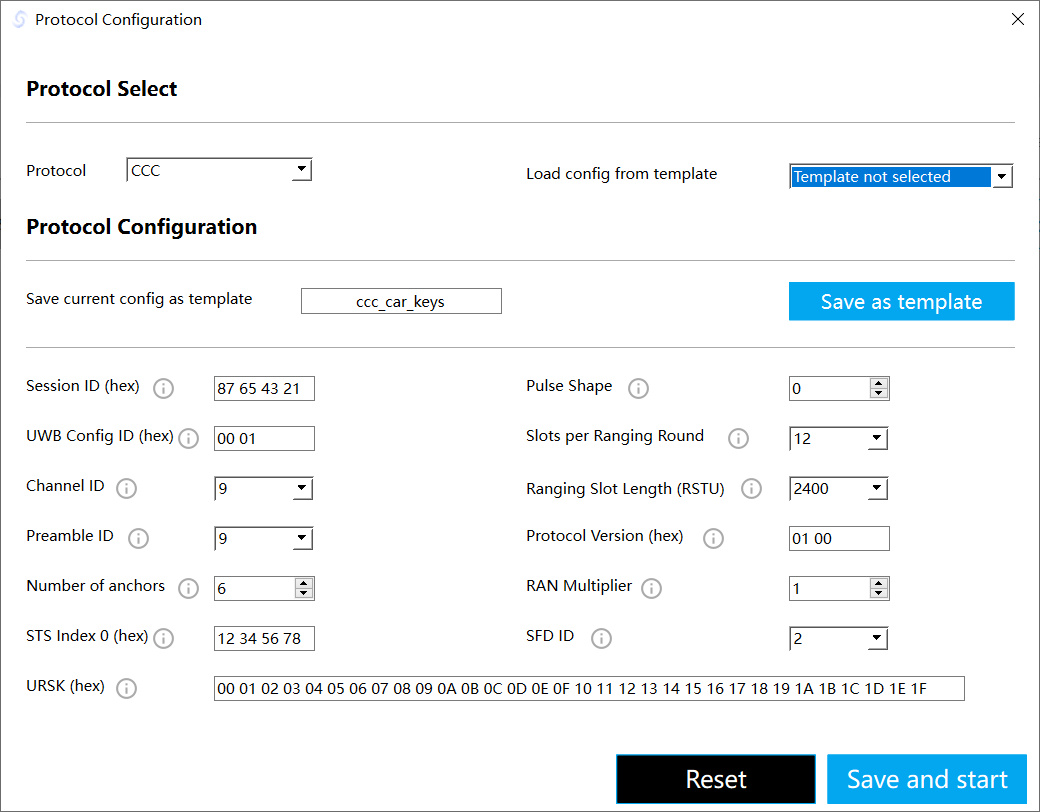 Protocol Configuration
Protocol Select
Protocol CCC Load config from template Template not selected
Protocol Configuration
Save current config as template ccc_car_keys Save as template
Session ID (hex) 87 65 43 21 Pulse Shape 0
UWB Config ID (hex) 00 01 Slots per Ranging Round 12
Channel ID 9 Ranging Slot Length (RSTU) 2400
Preamble ID 9 Protocol Version (hex) 01 00
Number of anchors 6 RAN Multiplier 1
STS Index 0 (hex) 12 34 56 78 SFD ID 2
URSK (hex) 00 01 02 03 04 05 06 07 08 09 0A 0B 0C 0D 0E 0F 10 11 12 13 14 15 16 17 18 19 1A 1B 1C 1D 1E 1F
Reset Save and start